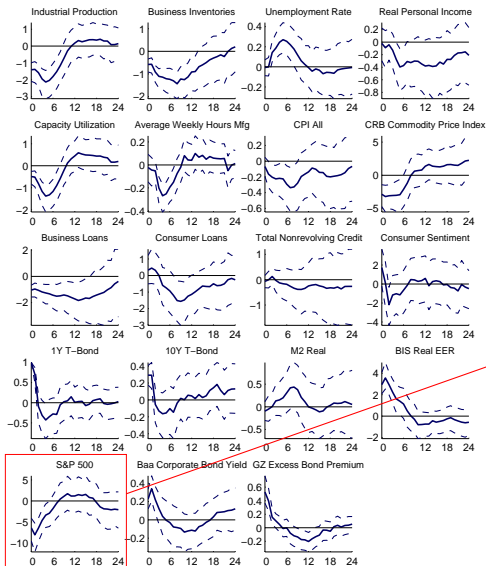 Industrial Production Business Inventories Unemployment Rate Real Personal Income
1 0 −1 −2 −3 0 6 12 18 24
1 0 −1 −2 0 6 12 18 24
0.4 0.2 0 −0.2 0 6 12 18 24
0.2 0 −0.2 −0.4 −0.6 −0.8 0 6 12 18 24
Capacity Utilization Average Weekly Hours Mfg CPI All CRB Commodity Price Index
1 0 −1 −2 0 6 12 18 24
0.2 0 −0.2 −0.4 0 6 12 18 24
0.2 0 −0.2 −0.4 −0.6 0 6 12 18 24
5 0 −5 0 6 12 18 24
Business Loans Consumer Loans Total Nonrevolving Credit Consumer Sentiment
2 0 −2 0 6 12 18 24
1 0 −1 −2 −3 0 6 12 18 24
1 0 −1 0 6 12 18 24
2 0 −2 −4 0 6 12 18 24
1Y T−Bond 10Y T−Bond M2 Real BIS Real EER
1 0.5 0 −0.5 0 6 12 18 24
0.4 0.2 0 −0.2 −0.4 0 6 12 18 24
0.5 0 −0.5 0 6 12 18 24
4 2 0 −2 0 6 12 18 24
S&P 500 Baa Corporate Bond Yield GZ Excess Bond Premium
5 0 −5 −10 0 6 12 18 24
0.4 0.2 0 −0.2 0 6 12 18 24
0.6 0.4 0.2 0 −0.2 0 6 12 18 24